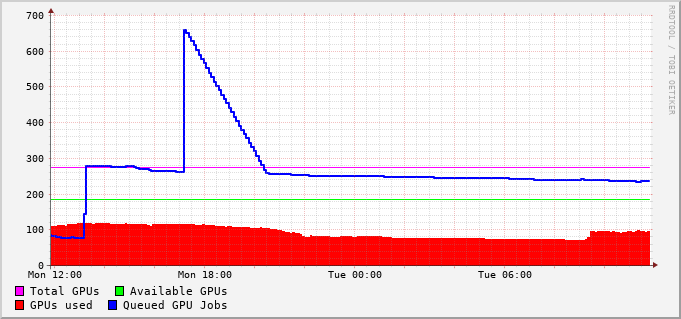 700
600
500
400
300
200
100
0
Mon 12:00 Mon 18:00 Tue 00:00 Tue 06:00
Total GPUs Available GPUs
GPUs used Queued GPU Jobs
RRDTOOL / TOBI OETIKER